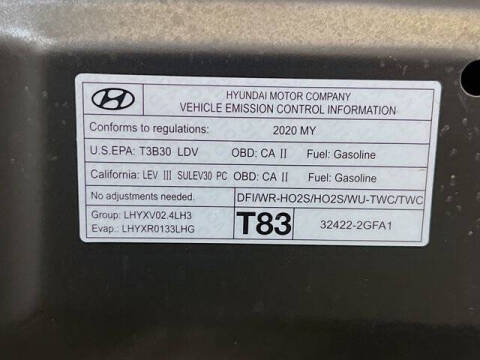 HYUNDAI MOTOR COMPANY
VEHICLE EMISSION CONTROL INFORMATION
Conforms to regulations: 2020 MY
U.S.EPA: T3B30 LDV OBD: CA II Fuel: Gasoline
California: LEV III SULEV30 PC OBD: CA II Fuel: Gasoline
No adjustments needed. DFI/WR-HO2S/HO2S/WU-TWC/TWC
Group: LHYXV02.4LH3
Evap.: LHYXR0133LHG
T83 32422-2GFA1